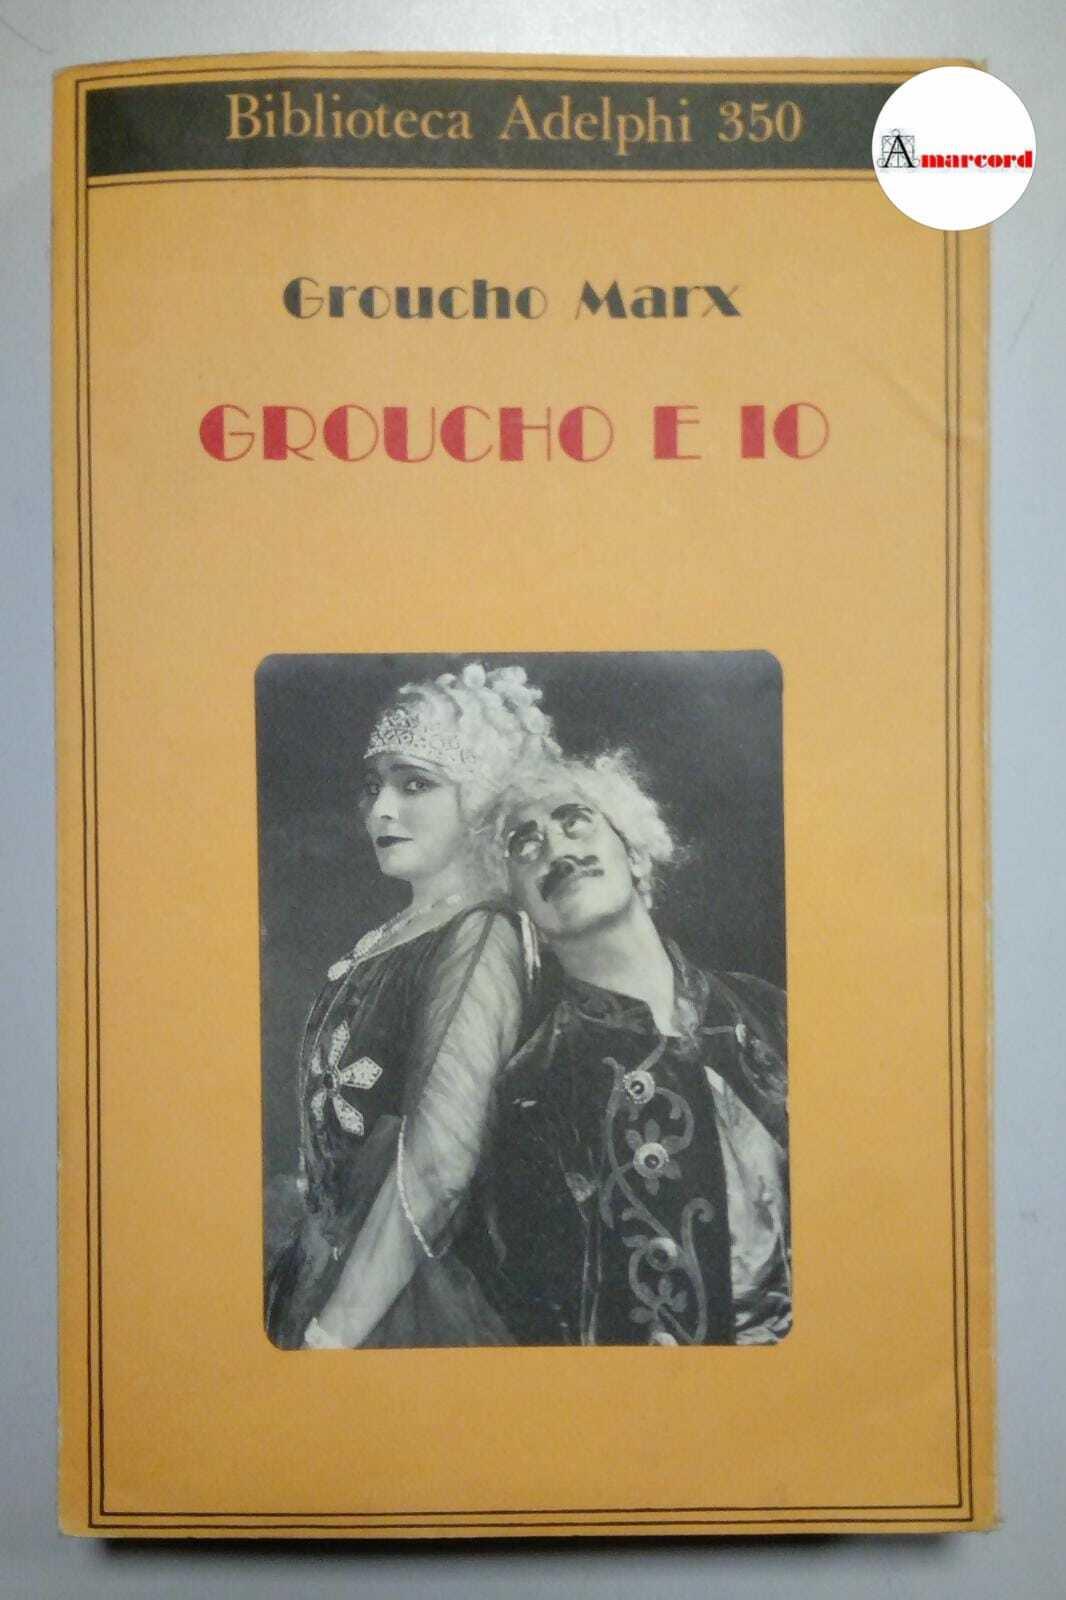 Biblioteca Adelphi 350
Amarcord
Groucho Marx
GROUCHO E IO